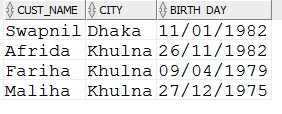 CUST_NAME CITY BIRTH DAY
Swapnil Dhaka 11/01/1982
Afrida Khulna 26/11/1982
Fariha Khulna 09/04/1979
Maliha Khulna 27/12/1975